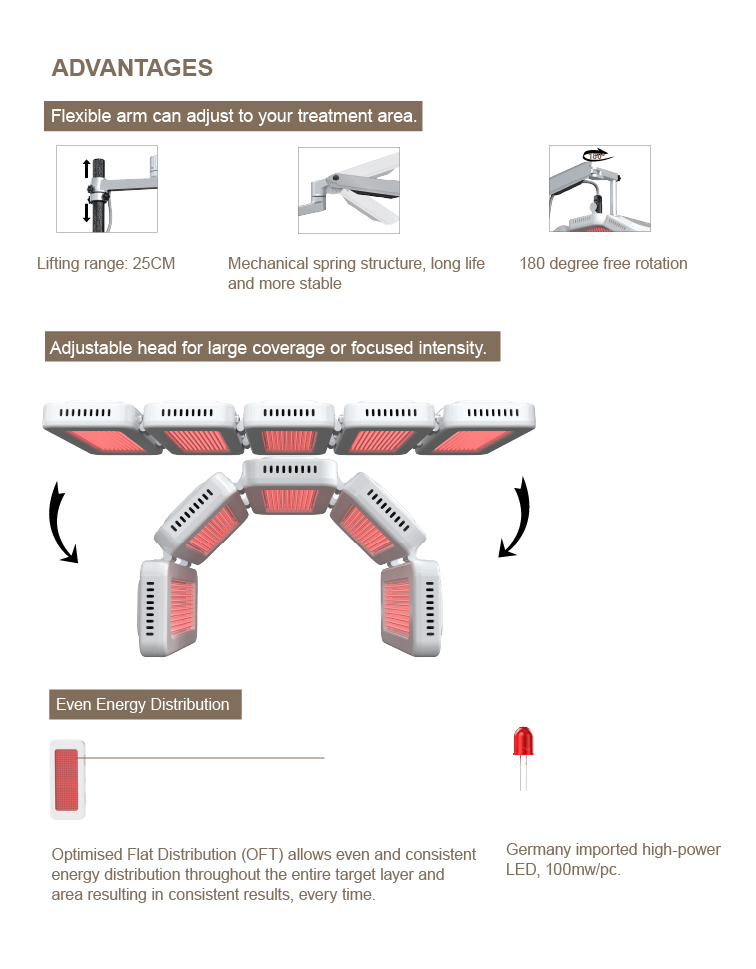 ADVANTAGES
Flexible arm can adjust to your treatment area.
180°
Lifting range: 25CM
Mechanical spring structure, long life
and more stable
180 degree free rotation
Adjustable head for large coverage or focused intensity.
Even Energy Distribution
Optimised Flat Distribution (OFT) allows even and consistent
energy distribution throughout the entire target layer and
area resulting in consistent results, every time.
Germany imported high-power
LED, 100mw/pc.